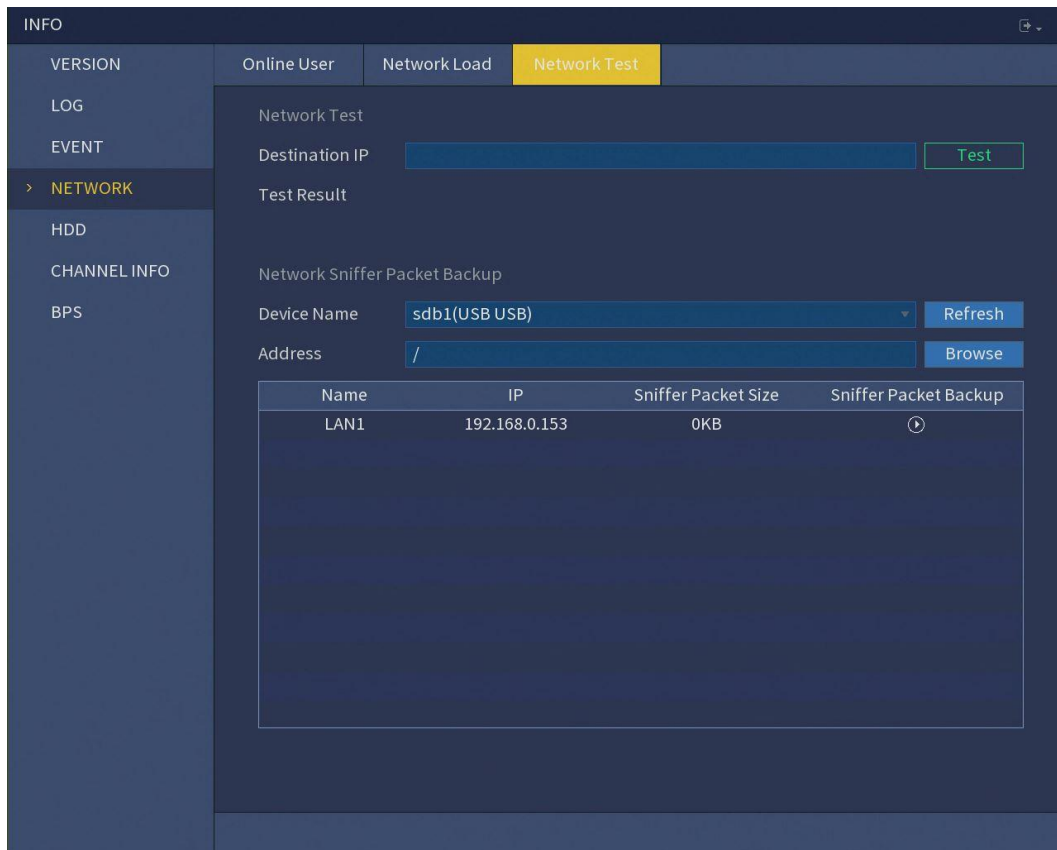 INFO
VERSION
LOG
EVENT
NETWORK
HDD
CHANNEL INFO
BPS
Online User Network Load Network Test
Network Test
Destination IP Test
Test Result
Network Sniffer Packet Backup
Device Name sdb1(USB USB) Refresh
Address / Browse
Name IP Sniffer Packet Size Sniffer Packet Backup
LAN1 192.168.0.153 0KB